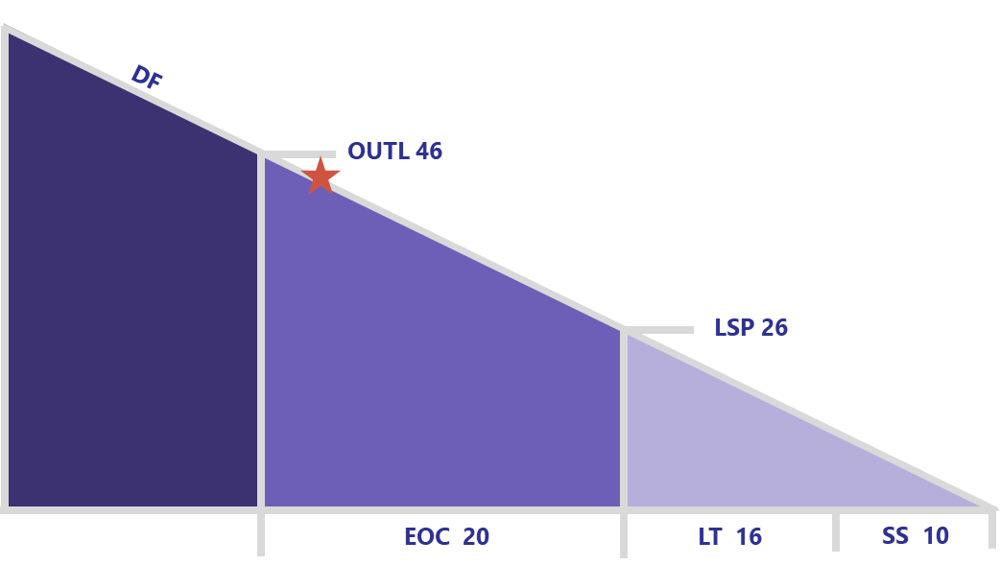 DF
OUTL 46
LSP 26
EOC 20
LT 16
SS 10